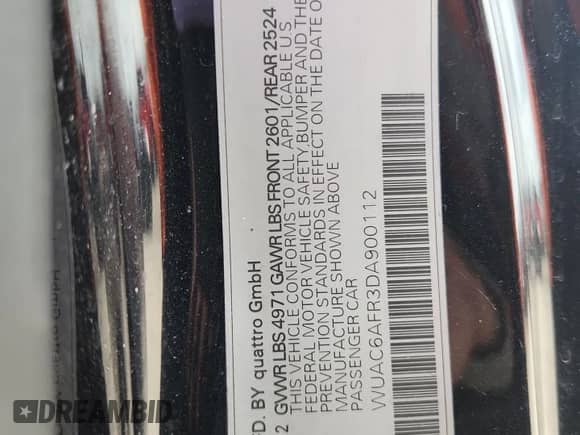 FD. BY quattro GmbH
2 GVWR LBS 4971 GAWR LBS FRONT 2601/REAR 2524
THIS VEHICLE CONFORMS TO ALL APPLICABLE U.S
FEDERAL MOTOR VEHICLE SAFETY, BUMPER AND THE
PREVENTION STANDARDS IN EFFECT ON THE DATE O
MANUFACTURE SHOWN ABOVE
PASSENGER CAR
WUAC6AFR3DA900112
DREAMBID